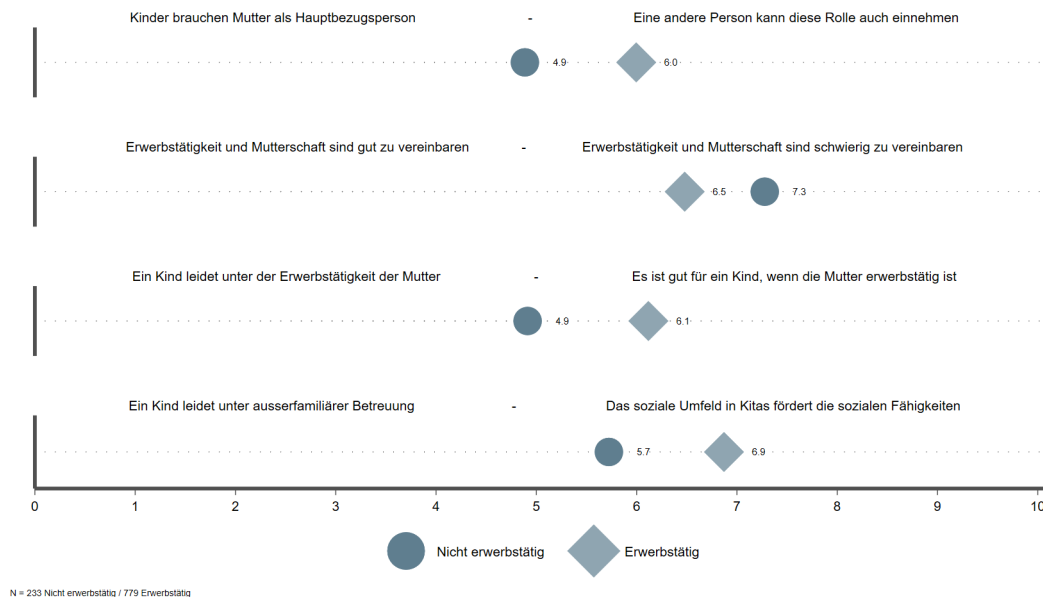 Kinder brauchen Mutter als Hauptbezugsperson - Eine andere Person kann diese Rolle auch einnehmen
4.9 6.0
Erwerbstätigkeit und Mutterschaft sind gut zu vereinbaren - Erwerbstätigkeit und Mutterschaft sind schwierig zu vereinbaren
6.5 7.3
Ein Kind leidet unter der Erwerbstätigkeit der Mutter - Es ist gut für ein Kind, wenn die Mutter erwerbstätig ist
4.9 6.1
Ein Kind leidet unter ausserfamiliärer Betreuung - Das soziale Umfeld in Kitas fördert die sozialen Fähigkeiten
5.7 6.9
0 1 2 3 4 5 6 7 8 9 10
Nicht erwerbstätig Erwerbstätig
N = 233 Nicht erwerbstätig / 779 Erwerbstätig